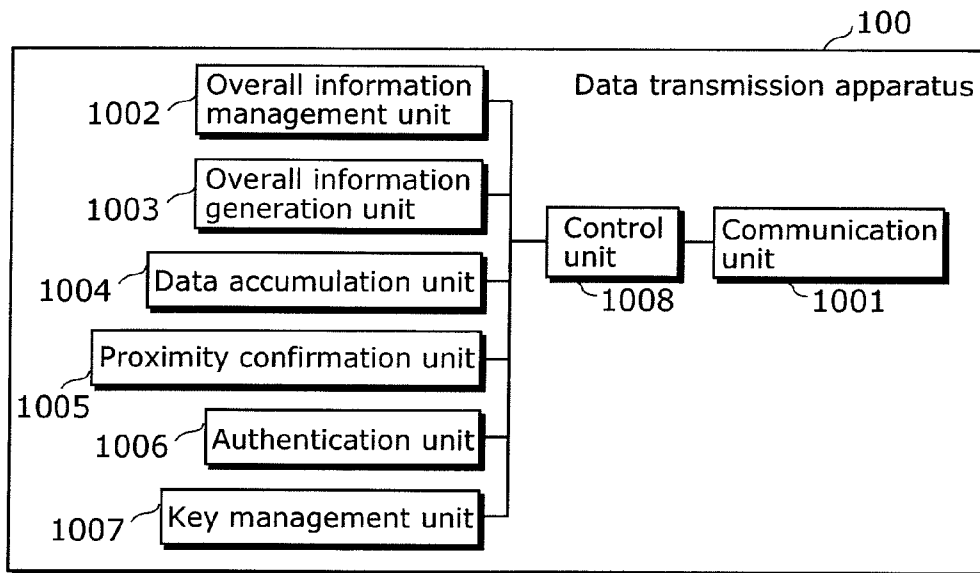 100
Data transmission apparatus
1002
Overall information
management unit
1003
Overall information
generation unit
1004
Data accumulation unit
1005
Proximity confirmation unit
1006
Authentication unit
1007
Key management unit
Control
unit
1008
Communication
unit
1001